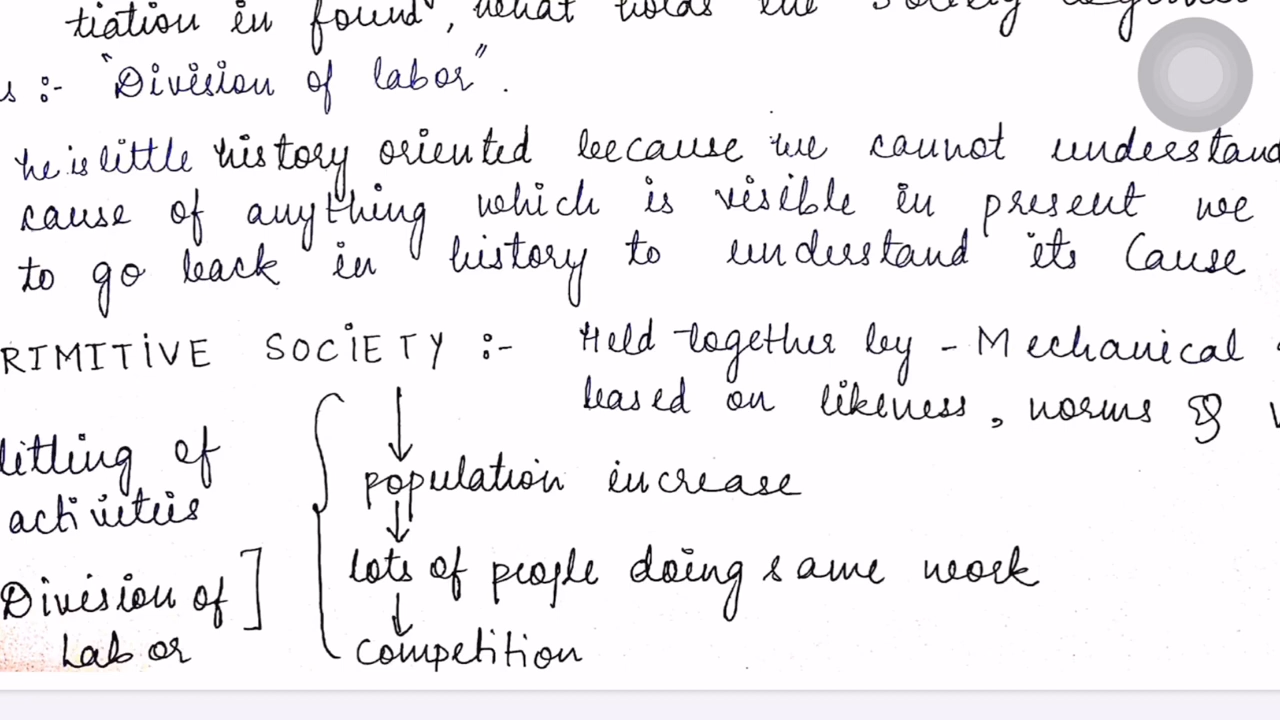 tiation in found, what holds the society together
s :- "Division of labor".
he is little history oriented because we cannot understand
cause of anything which is visible in present we
to go back in history to understand its Cause
RIMITIVE SOCIETY :- Held together by - Mechanical
based on likeness, norms &
litting of
activities
population increase
lots of people doing same work
Division of
Labor
competition